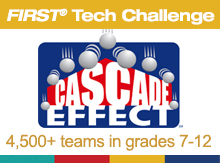 FIRST® Tech Challenge
CASCADE
EFFECT
4,500+ teams in grades 7-12